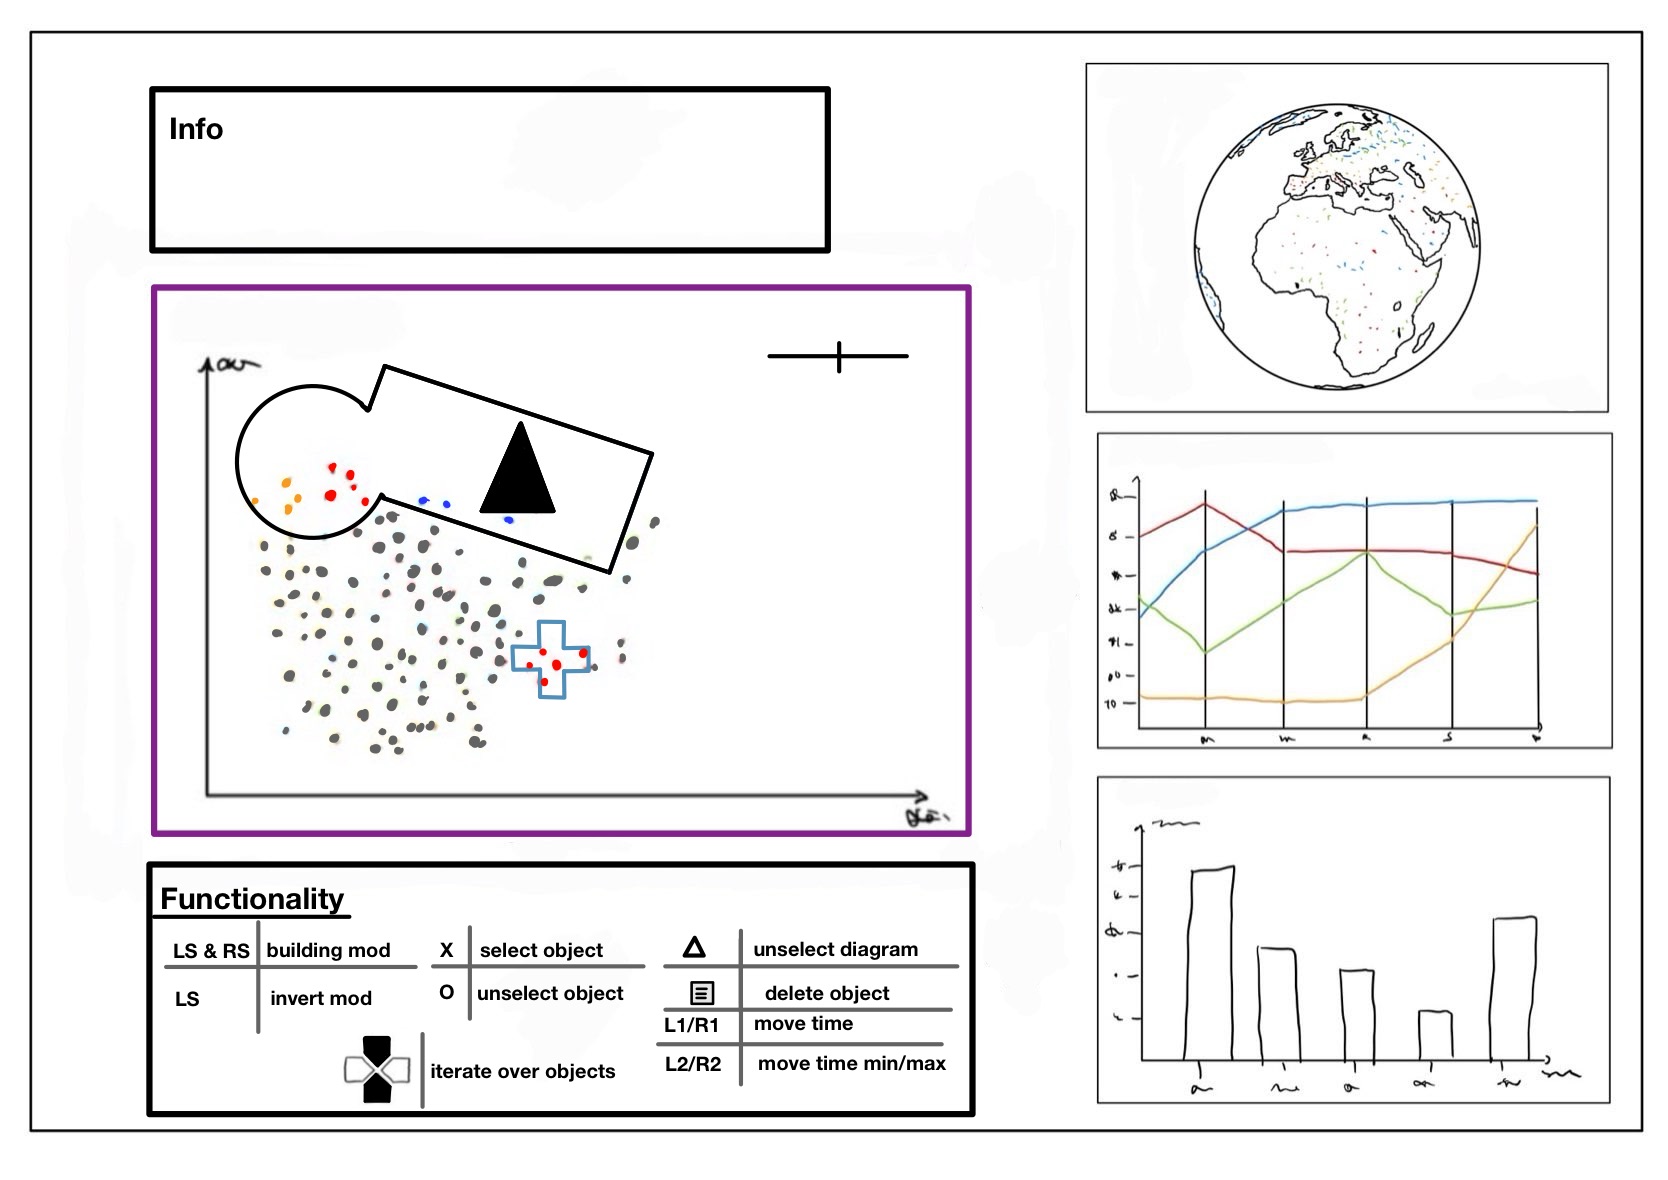 Info
Functionality
LS & RS building mod
LS invert mod
X select object
O unselect object
iterate over objects
unselect diagram
delete object
L1/R1 move time
L2/R2 move time min/max